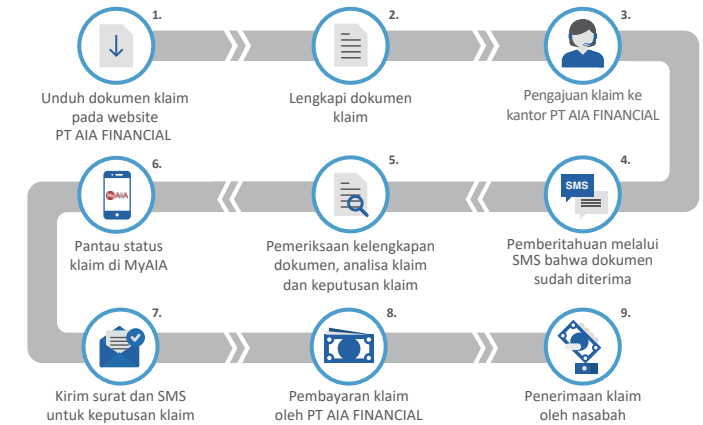 1.
Unduh dokumen klaim
pada website
PT AIA FINANCIAL
2.
Lengkapi dokumen
klaim
3.
Pengajuan klaim ke
kantor PT AIA FINANCIAL
4.
SMS
Pemberitahuan melalui
SMS bahwa dokumen
sudah diterima
5.
Pemeriksaan kelengkapan
dokumen, analisa klaim
dan keputusan klaim
6.
MyAIA
Pantau status
klaim di MyAIA
7.
Kirim surat dan SMS
untuk keputusan klaim
8.
Pembayaran klaim
oleh PT AIA FINANCIAL
9.
Penerimaan klaim
oleh nasabah